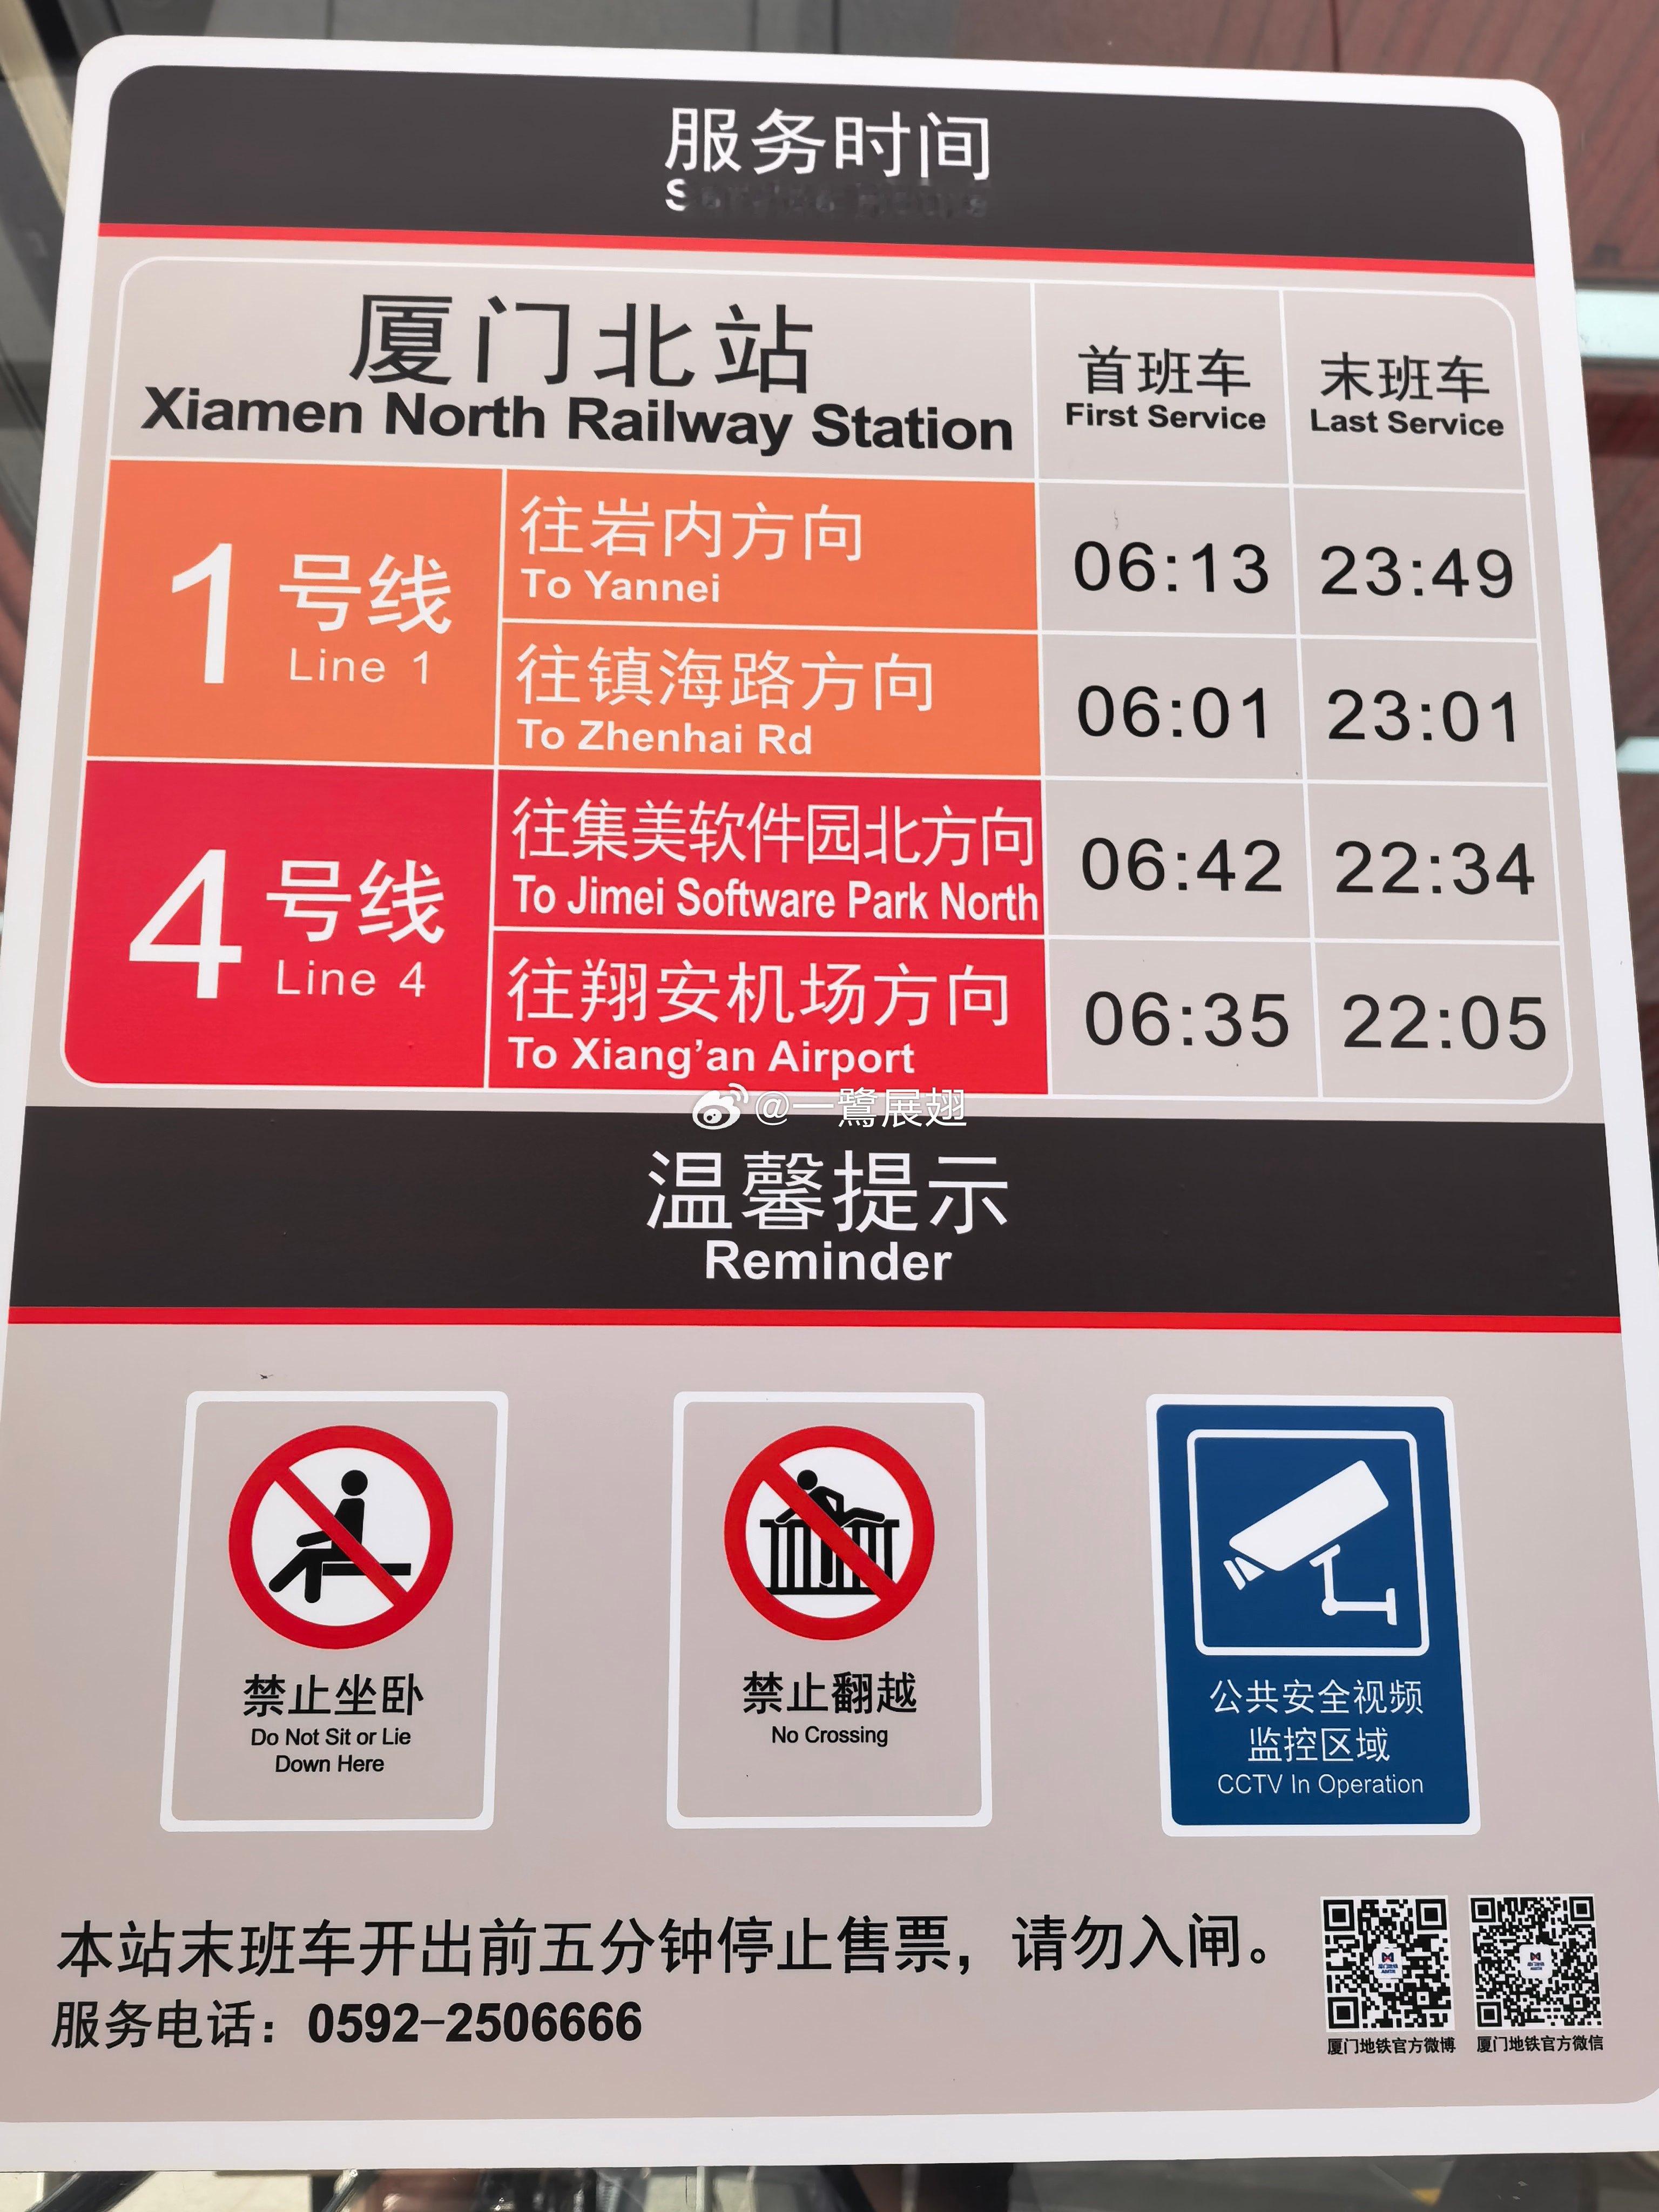 服务时间
厦门北站
Xiamen North Railway Station
首班车
First Service
末班车
Last Service
1号线
Line 1
往岩内方向
To Yannei
06:13
23:49
往镇海路方向
To Zhenhai Rd
06:01
23:01
4号线
Line 4
往集美软件园北方向
To Jimei Software Park North
06:42
22:34
往翔安机场方向
To Xiang'an Airport
06:35
22:05
@一鷺展翅
温馨提示
Reminder
禁止坐卧
Do Not Sit or Lie
Down Here
禁止翻越
No Crossing
公共安全视频
监控区域
CCTV In Operation
本站末班车开出前五分钟停止售票，请勿入闸。
服务电话：0592-2506666
厦门地铁官方微博
厦门地铁官方微信